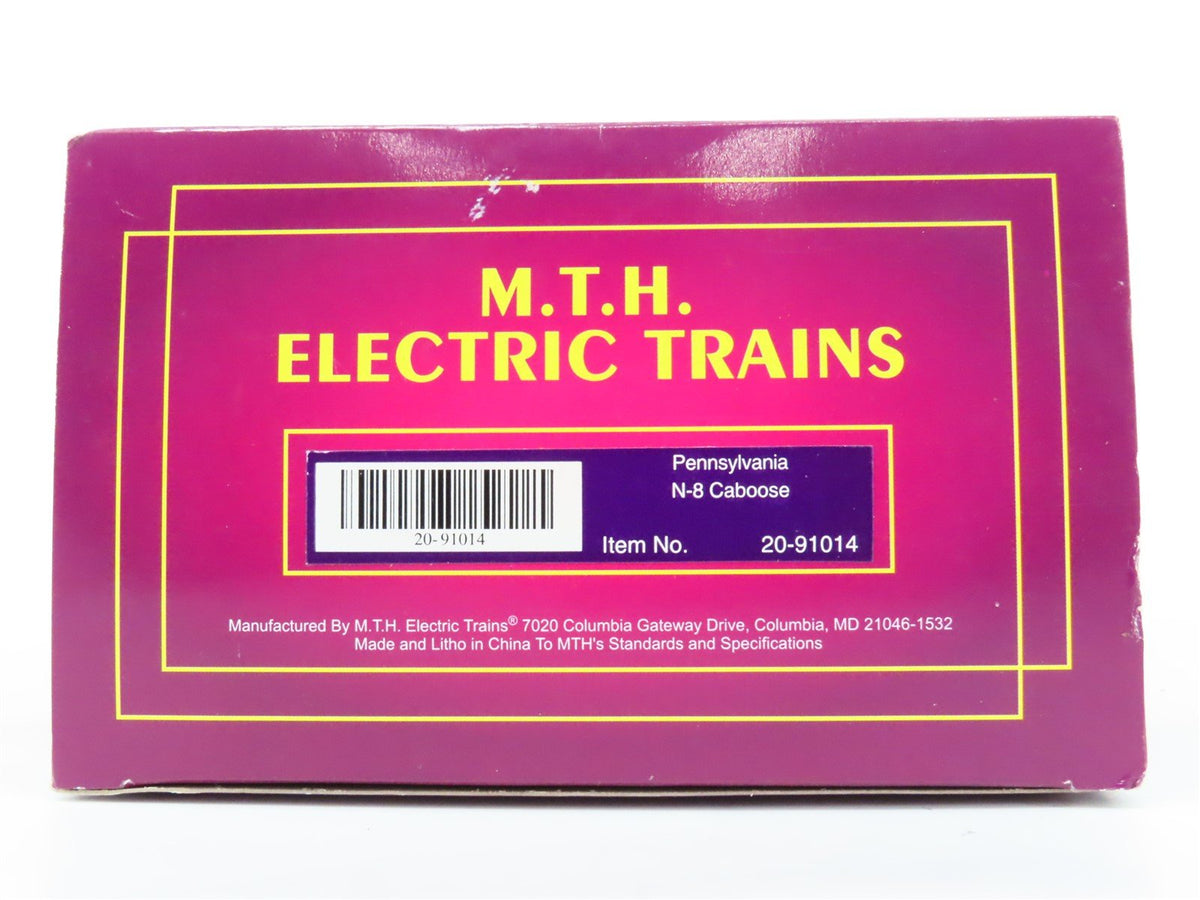 M.T.H.
ELECTRIC TRAINS
Pennsylvania
N-8 Caboose
20-91014
Item No. 20-91014
Manufactured By M.T.H. Electric Trains® 7020 Columbia Gateway Drive, Columbia, MD 21046-1532
Made and Litho in China To MTH's Standards and Specifications